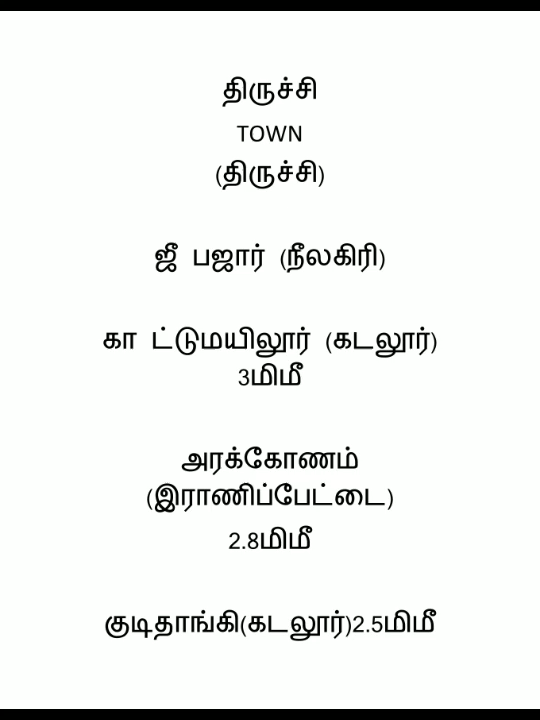 திருச்சி
TOWN
(திருச்சி)
ஜீ பஜார் (நீலகிரி)
கா ட்டுமயிலூர் (கடலூர்)
3மிமீ
அரக்கோணம்
(இராணிப்பேட்டை)
2.8மிமீ
குடிதாங்கி(கடலூர்)2.5மிமீ